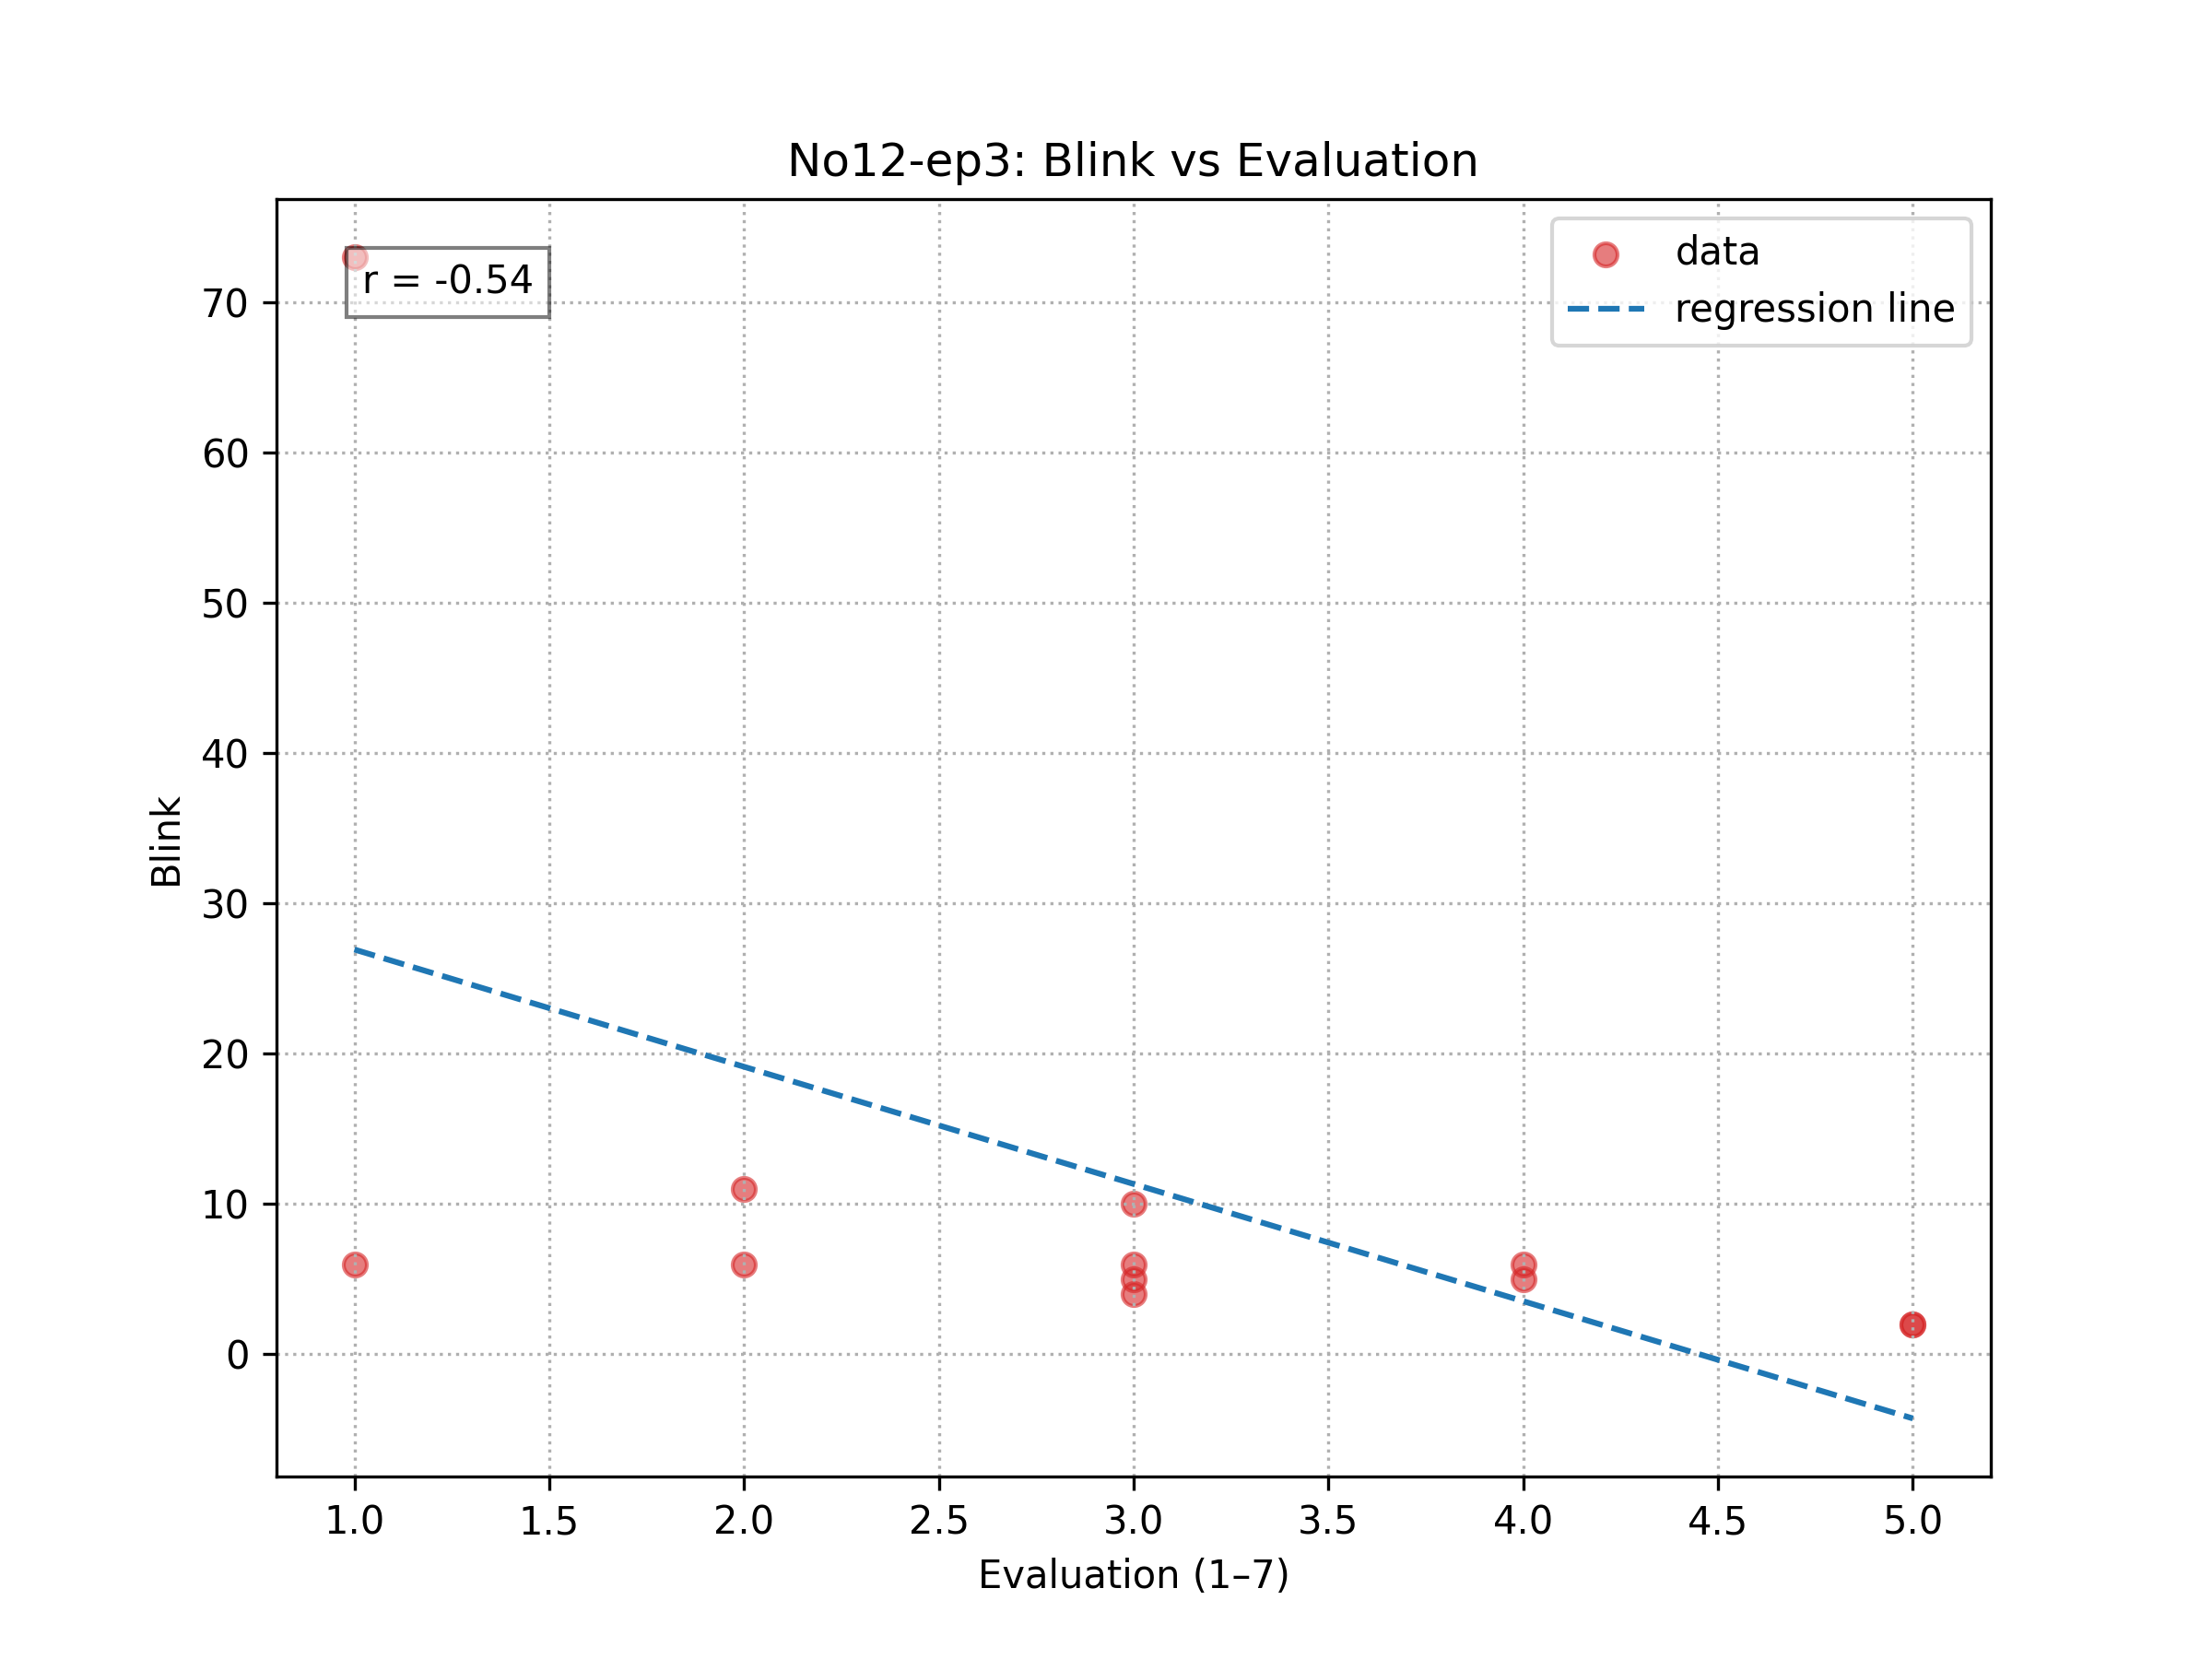 No12-ep3: Blink vs Evaluation
r = -0.54
data
regression line
70
60
50
40
30
20
10
0
Blink
1.0 1.5 2.0 2.5 3.0 3.5 4.0 4.5 5.0
Evaluation (1–7)